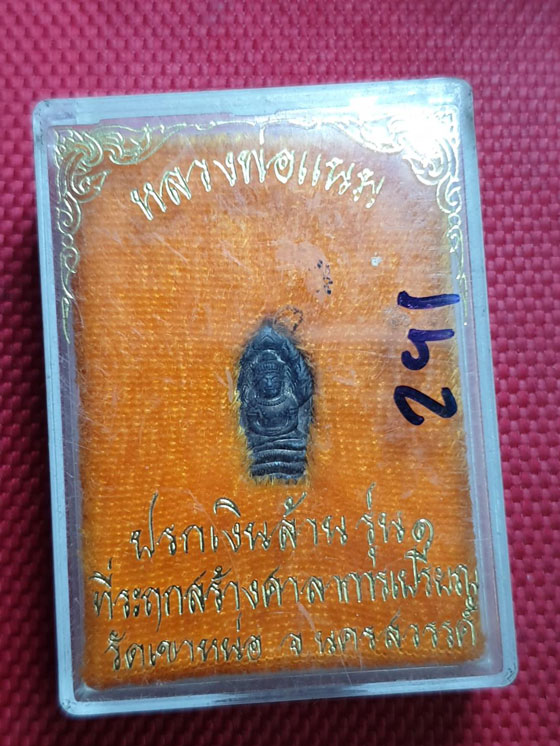 หลวงพ่อแนม
291
ปรกเงินล้าน รุ่น๑
ที่ระฤกสร้างศาลาการเปรียญ
วัดเขาหน่อ จ.นครสวรรค์